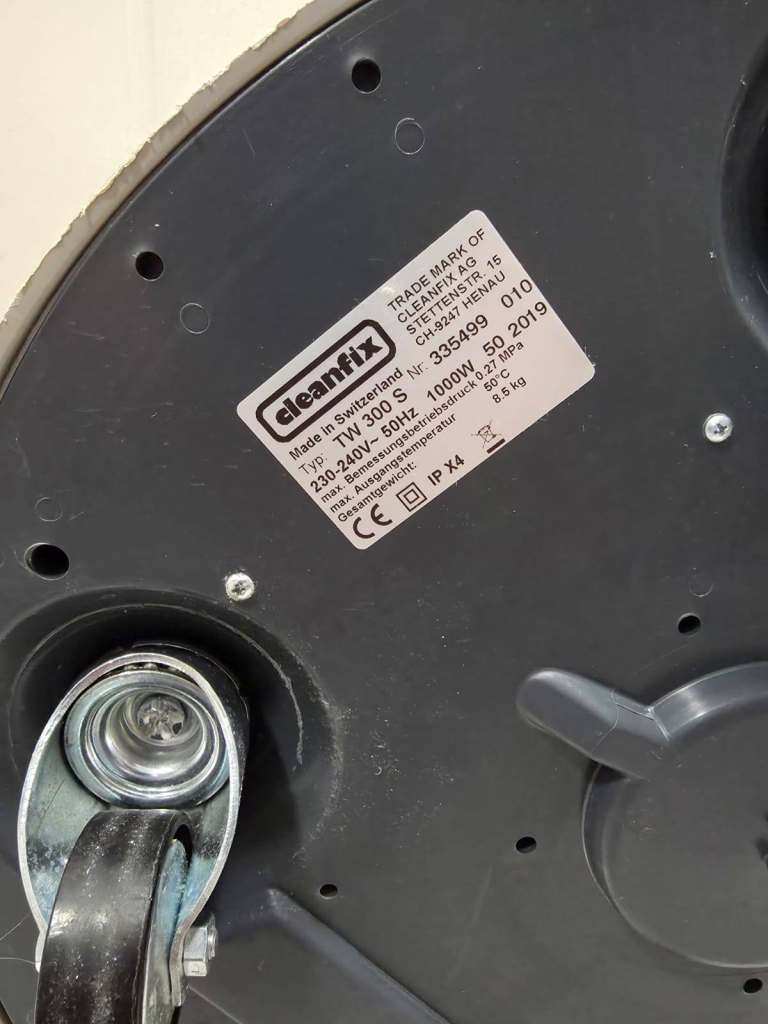 cleanfix
TRADE MARK OF
CLEANFIX AG
STETTENSTR. 15
CH-9247 HENAU
Made in Switzerland
Typ: TW 300 S Nr: 335499 010
230-240V~ 50Hz 1000W 50 2019
max. Bemessungsbetriebsdruck 0.27 MPa
max. Ausgangstemperatur 50°C
Gesamtgewicht: 8.5 kg
CE IP X4